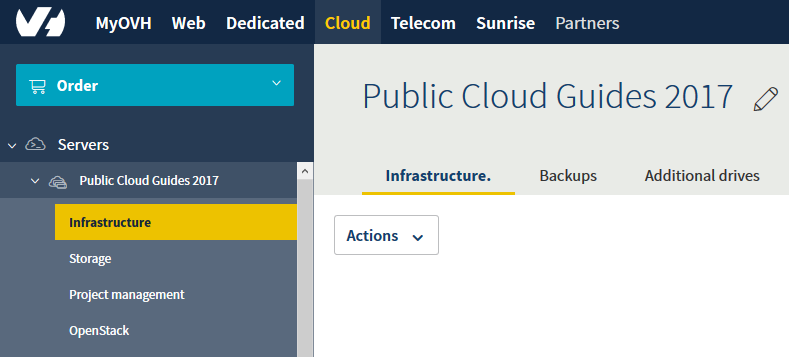 MyOVH Web Dedicated Cloud Telecom Sunrise Partners
Order
Servers
Public Cloud Guides 2017
Infrastructure
Storage
Project management
OpenStack
Public Cloud Guides 2017
Infrastructure. Backups Additional drives
Actions